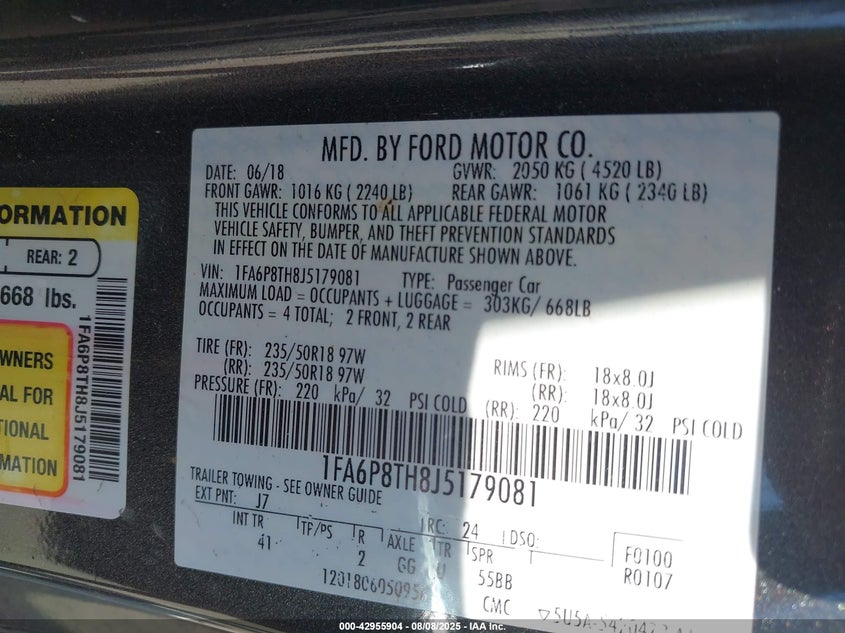 MFD. BY FORD MOTOR CO.
DATE: 06/18 GVWR: 2050 KG ( 4520 LB)
FRONT GAWR: 1016 KG ( 2240 LB) REAR GAWR: 1061 KG ( 2340 LB)
THIS VEHICLE CONFORMS TO ALL APPLICABLE FEDERAL MOTOR
VEHICLE SAFETY, BUMPER, AND THEFT PREVENTION STANDARDS
IN EFFECT ON THE DATE OF MANUFACTURE SHOWN ABOVE.
VIN: 1FA6P8TH8J5179081 TYPE: Passenger Car
MAXIMUM LOAD = OCCUPANTS + LUGGAGE = 303KG/ 668LB
OCCUPANTS = 4 TOTAL; 2 FRONT, 2 REAR
TIRE (FR): 235/50R18 97W RIMS (FR): 18x8.0J
(RR): 235/50R18 97W (RR): 18x8.0J
PRESSURE (FR): 220 kPa/ 32 PSI COLD (RR): 220 kPa/ 32 PSI COLD
1FA6P8TH8J5179081
TRAILER TOWING - SEE OWNER GUIDE
EXT PNT: J7 RC: 24 DSO:
INT TR TP/PS R AXLE TR SPR T F0100
41 2 GG U 55BB R0107
CMC
ORMATION
REAR: 2
668 lbs.
1FA6P8TH8J5179081
WNERS
AL FOR
TIONAL
MATION
000-42955904 - 08/08/2025 - IAA Inc.